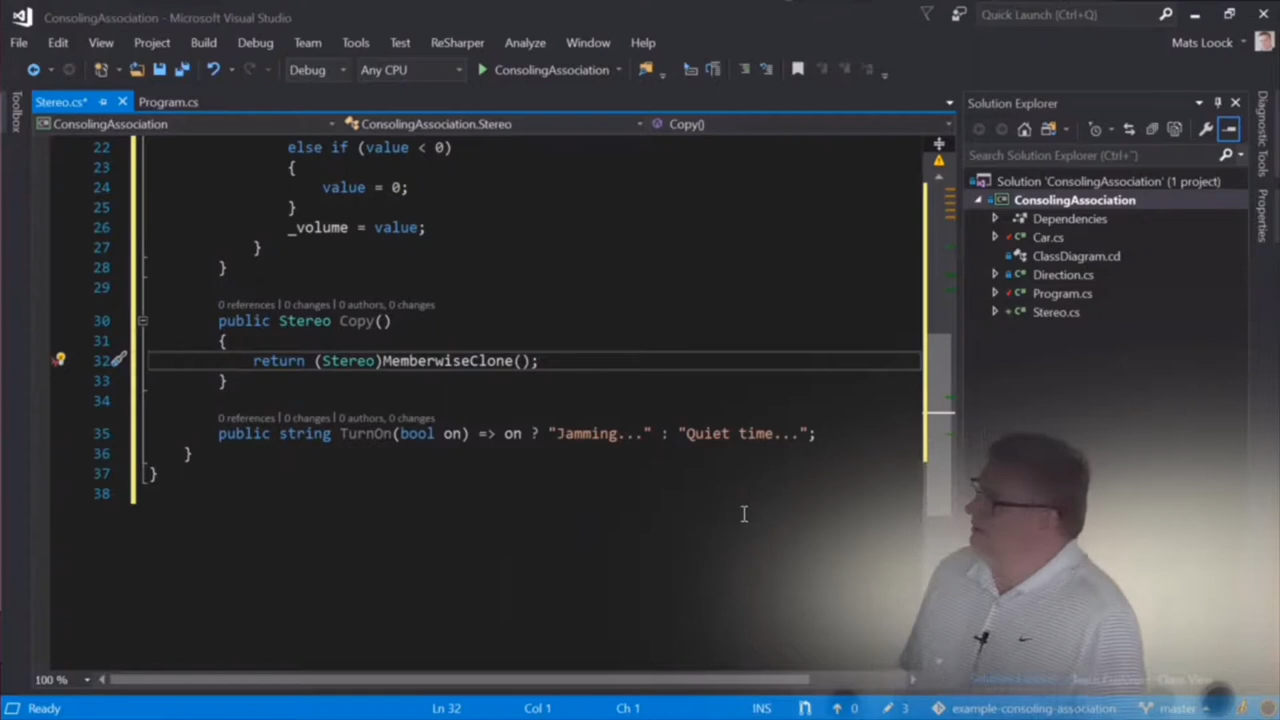 ConsolingAssociation - Microsoft Visual Studio
Quick Launch (Ctrl+Q)
File Edit View Project Build Debug Team Tools Test ReSharper Analyze Window Help
Mats Loock
Debug Any CPU ConsolingAssociation
Stereo.cs* Program.cs
ConsolingAssociation ConsolingAssociation.Stereo Copy()
22 else if (value < 0)
23 {
24 value = 0;
25 }
26 _volume = value;
27 }
28 }
29
0 references | 0 changes | 0 authors, 0 changes
30 public Stereo Copy()
31 {
32 return (Stereo)MemberwiseClone();
33 }
34
0 references | 0 changes | 0 authors, 0 changes
35 public string TurnOn(bool on) => on ? "Jamming..." : "Quiet time...";
36 }
37 }
38
100 %
Toolbox
Solution Explorer
Search Solution Explorer (Ctrl+¨)
Solution 'ConsolingAssociation' (1 project)
ConsolingAssociation
Dependencies
Car.cs
ClassDiagram.cd
Direction.cs
Program.cs
Stereo.cs
Diagnostic Tools
Properties
Ready Ln 32 Col 1 Ch 1 INS 0 3 example-consoling-association master